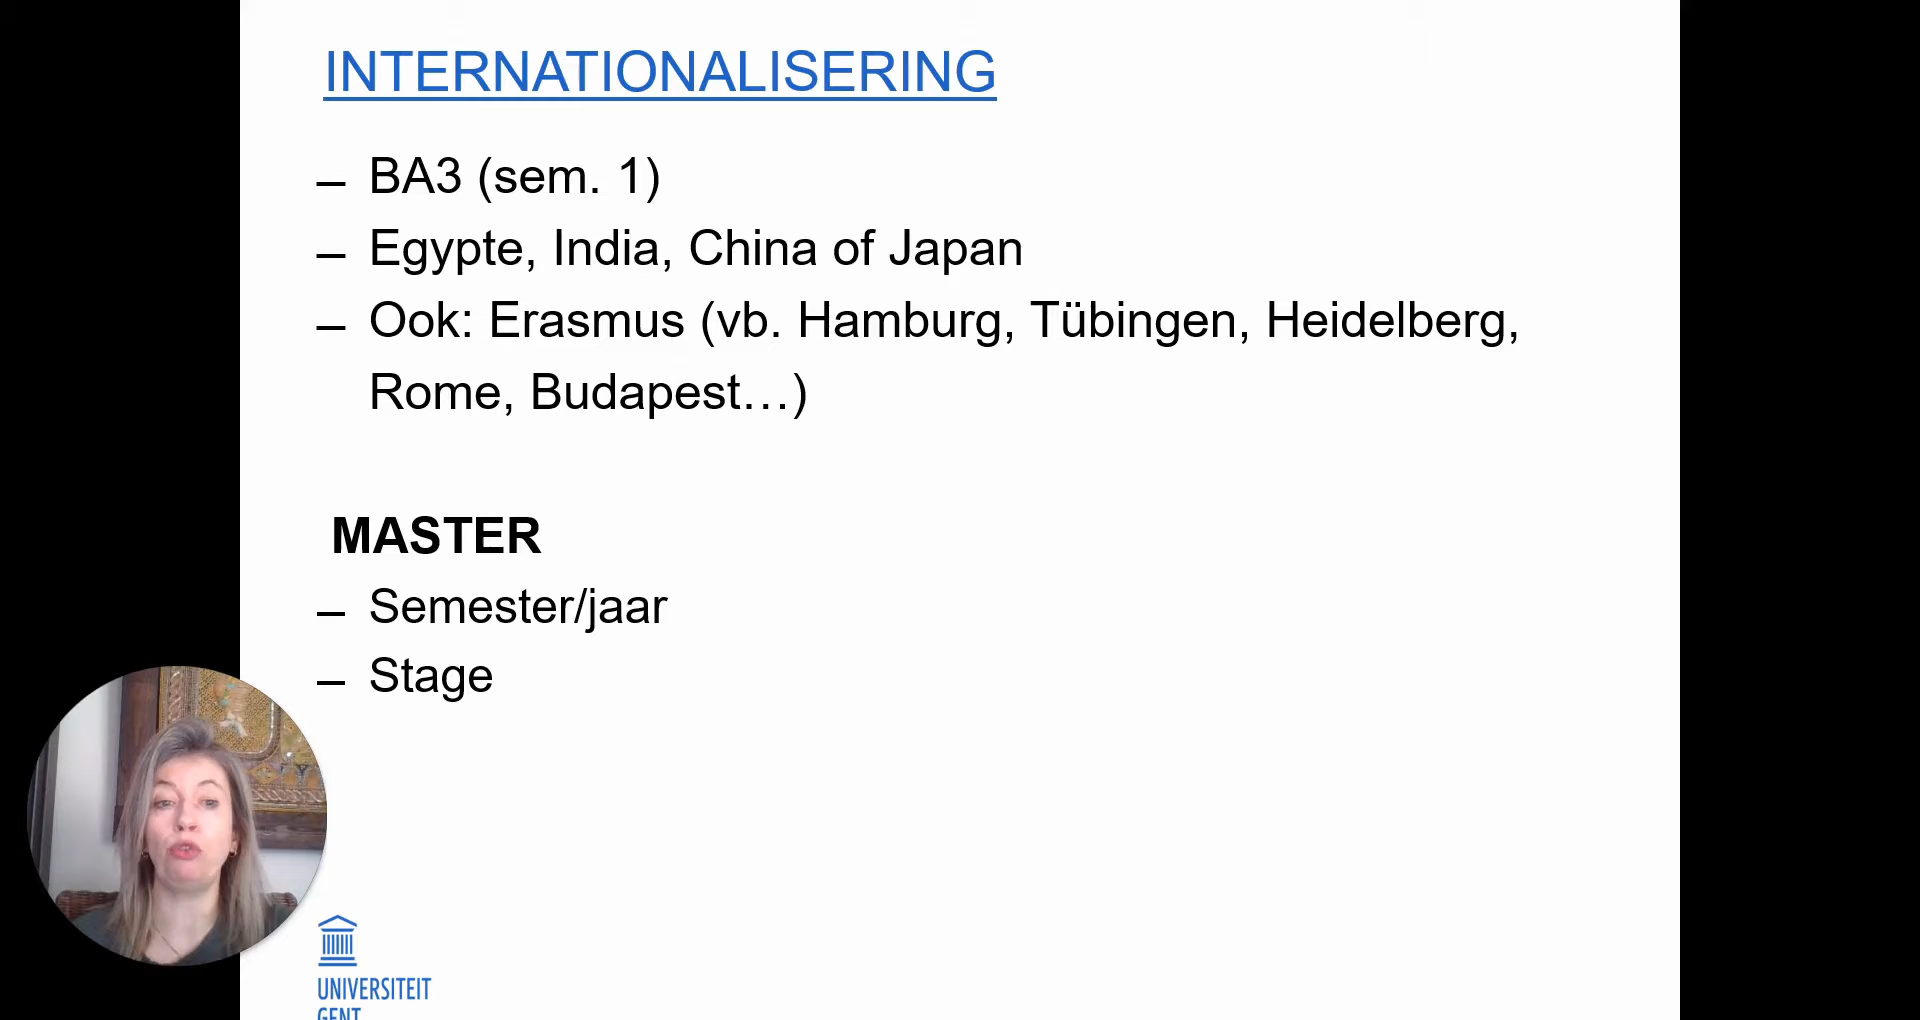 INTERNATIONALISERING
– BA3 (sem. 1)
– Egypte, India, China of Japan
– Ook: Erasmus (vb. Hamburg, Tübingen, Heidelberg,
Rome, Budapest…)
MASTER
– Semester/jaar
– Stage
UNIVERSITEIT
GENT